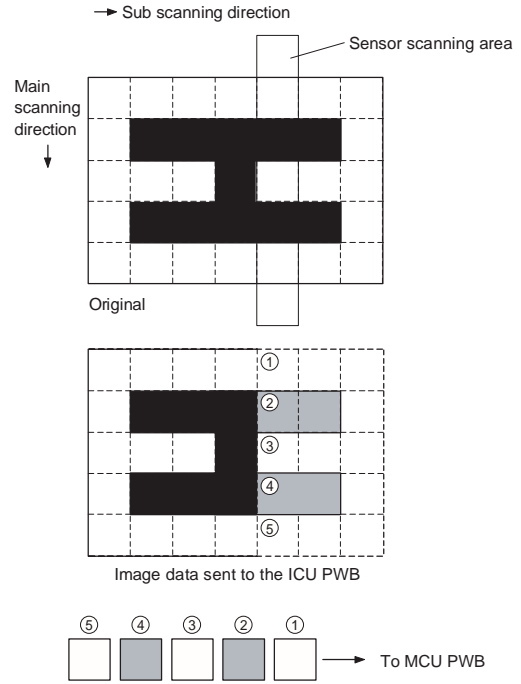 → Sub scanning direction
Sensor scanning area
Main
scanning
direction
Original
①
②
③
④
⑤
Image data sent to the ICU PWB
⑤ ④ ③ ② ①
To MCU PWB